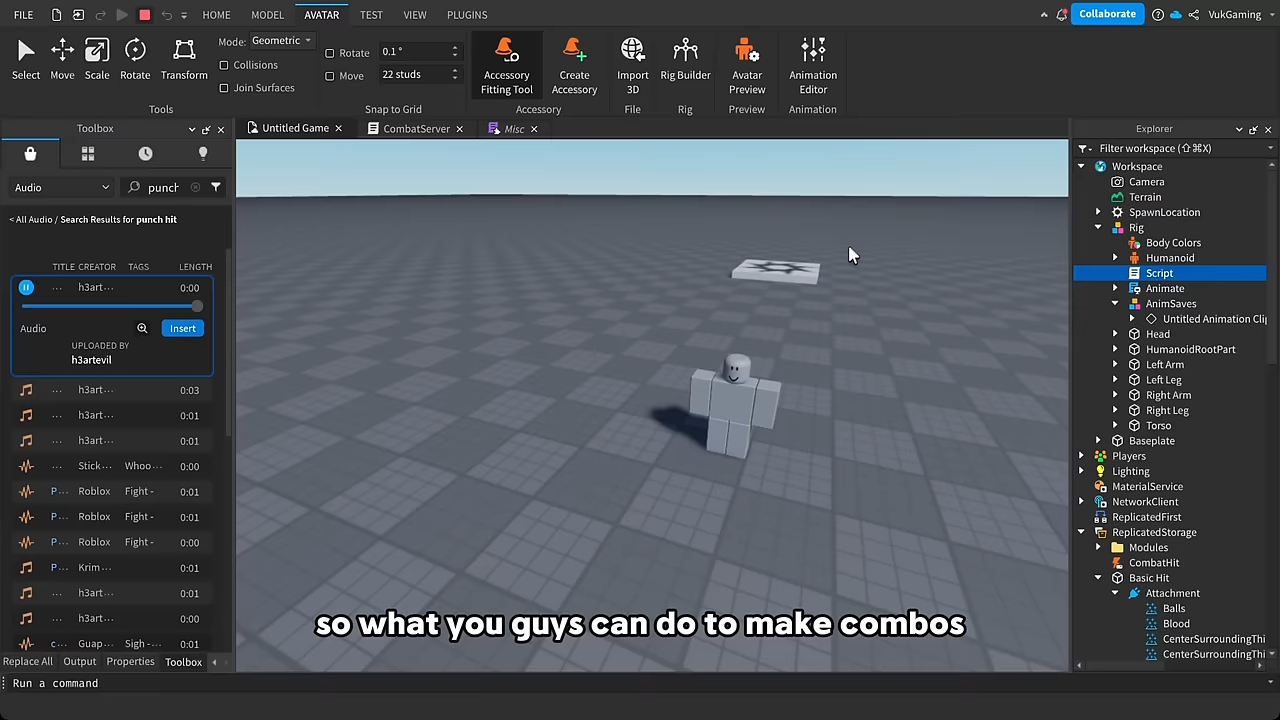 FILE
HOME
MODEL
AVATAR
TEST
VIEW
PLUGINS
Collaborate
VukGaming
Select
Move
Scale
Rotate
Transform
Mode: Geometric
Collisions
Join Surfaces
Rotate 0.1 °
Move 22 studs
Accessory
Fitting Tool
Create
Accessory
Import
3D
Rig Builder
Avatar
Preview
Animation
Editor
Tools
Snap to Grid
Accessory
File
Rig
Preview
Animation
Toolbox
Untitled Game
CombatServer
Misc
Explorer
Audio
punch
< All Audio / Search Results for punch hit
TITLE CREATOR TAGS LENGTH
... h3art... 0:00
Audio
Insert
UPLOADED BY
h3artevil
... h3art... 0:03
... h3art... 0:01
... h3art... 0:01
... Stick... Whoo... 0:00
P... Roblox Fight - 0:01
P... Roblox Fight - 0:01
P... Roblox Fight - 0:00
P... Krim... 0:01
... h3art... 0:01
... h3art... 0:00
c... Guap... Sigh -... 0:01
Replace All
Output
Properties
Toolbox
Run a command
so what you guys can do to make combos
Filter workspace (⇧⌘X)
Workspace
Camera
Terrain
SpawnLocation
Rig
Body Colors
Humanoid
Script
Animate
AnimSaves
Untitled Animation Clip
Head
HumanoidRootPart
Left Arm
Left Leg
Right Arm
Right Leg
Torso
Baseplate
Players
Lighting
MaterialService
NetworkClient
ReplicatedFirst
ReplicatedStorage
Modules
CombatHit
Basic Hit
Attachment
Balls
Blood
CenterSurroundingThi
CenterSurroundingThi